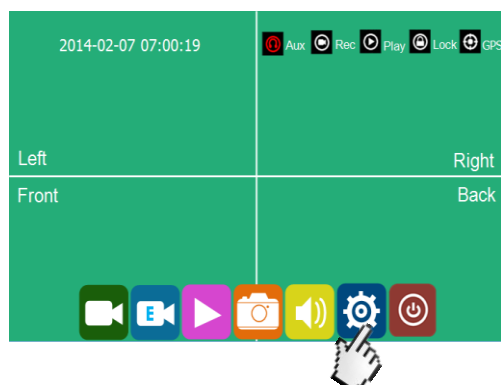 2014-02-07 07:00:19
Aux Rec Play Lock GPS
Left Right
Front Back
E